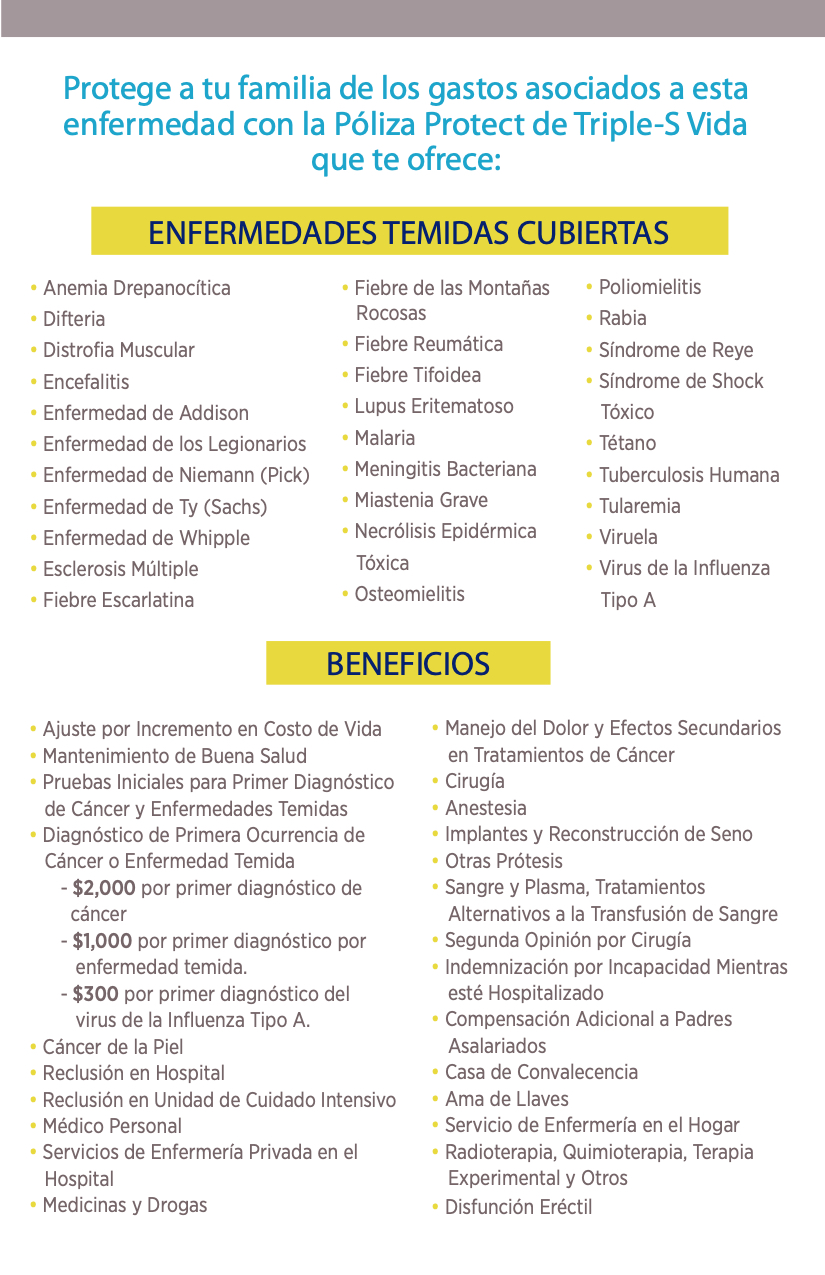 Protege a tu familia de los gastos asociados a esta
enfermedad con la Póliza Protect de Triple-S Vida
que te ofrece:
ENFERMEDADES TEMIDAS CUBIERTAS
• Anemia Drepanocítica
• Difteria
• Distrofia Muscular
• Encefalitis
• Enfermedad de Addison
• Enfermedad de los Legionarios
• Enfermedad de Niemann (Pick)
• Enfermedad de Ty (Sachs)
• Enfermedad de Whipple
• Esclerosis Múltiple
• Fiebre Escarlatina
• Fiebre de las Montañas
Rocosas
• Fiebre Reumática
• Fiebre Tifoidea
• Lupus Eritematoso
• Malaria
• Meningitis Bacteriana
• Miastenia Grave
• Necrólisis Epidérmica
Tóxica
• Osteomielitis
• Poliomielitis
• Rabia
• Síndrome de Reye
• Síndrome de Shock
Tóxico
• Tétano
• Tuberculosis Humana
• Tularemia
• Viruela
• Virus de la Influenza
Tipo A
BENEFICIOS
• Ajuste por Incremento en Costo de Vida
• Mantenimiento de Buena Salud
• Pruebas Iniciales para Primer Diagnóstico
de Cáncer y Enfermedades Temidas
• Diagnóstico de Primera Ocurrencia de
Cáncer o Enfermedad Temida
- $2,000 por primer diagnóstico de
cáncer
- $1,000 por primer diagnóstico por
enfermedad temida.
- $300 por primer diagnóstico del
virus de la Influenza Tipo A.
• Cáncer de la Piel
• Reclusión en Hospital
• Reclusión en Unidad de Cuidado Intensivo
• Médico Personal
• Servicios de Enfermería Privada en el
Hospital
• Medicinas y Drogas
• Manejo del Dolor y Efectos Secundarios
en Tratamientos de Cáncer
• Cirugía
• Anestesia
• Implantes y Reconstrucción de Seno
• Otras Prótesis
• Sangre y Plasma, Tratamientos
Alternativos a la Transfusión de Sangre
• Segunda Opinión por Cirugía
• Indemnización por Incapacidad Mientras
esté Hospitalizado
• Compensación Adicional a Padres
Asalariados
• Casa de Convalecencia
• Ama de Llaves
• Servicio de Enfermería en el Hogar
• Radioterapia, Quimioterapia, Terapia
Experimental y Otros
• Disfunción Eréctil